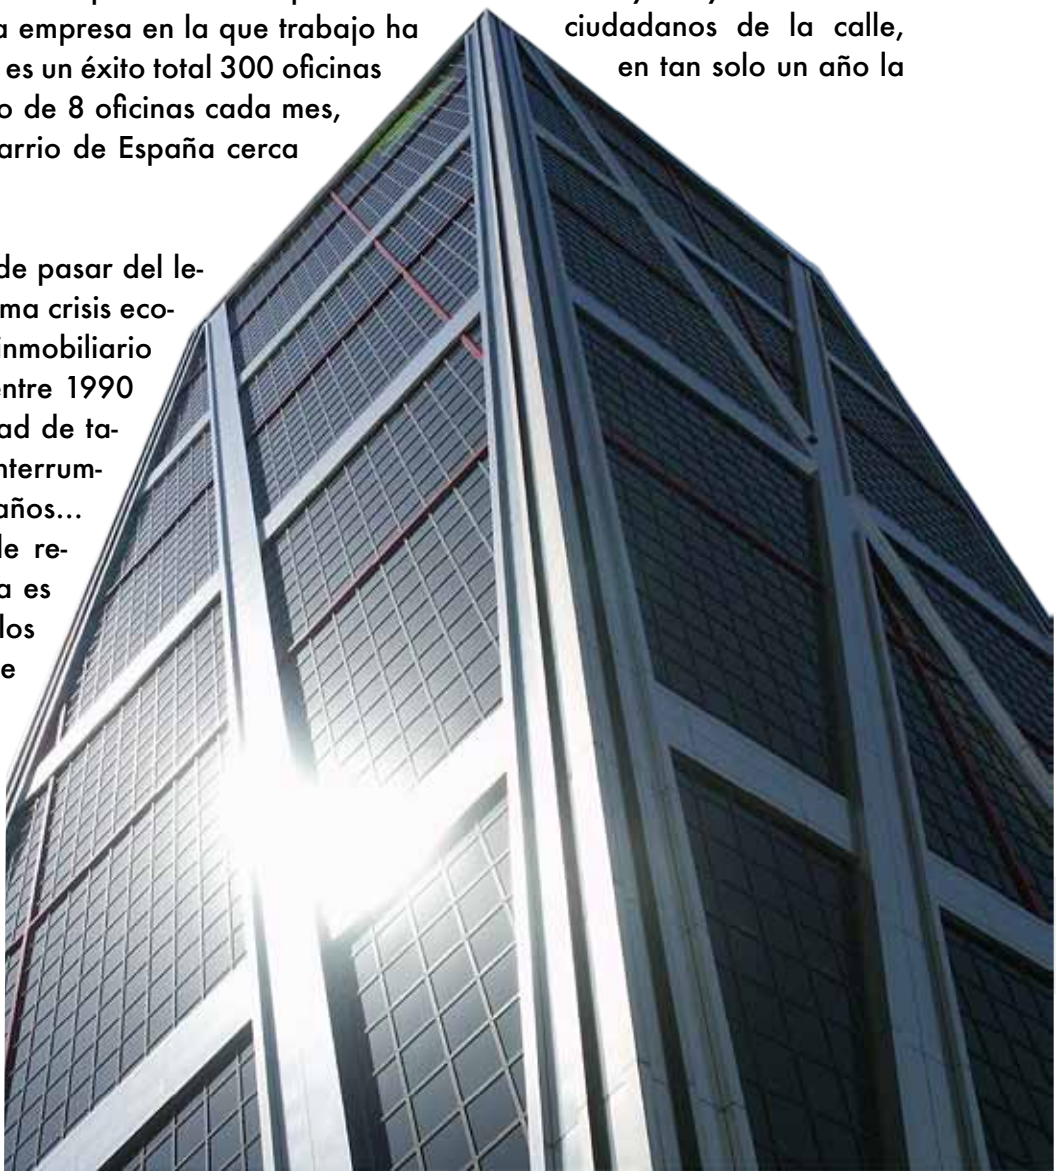 a empresa en la que trabajo ha
es un éxito total 300 oficinas
o de 8 oficinas cada mes,
arrio de España cerca
de pasar del le-
ma crisis eco-
inmobiliario
entre 1990
ad de ta-
nterrum-
años...
de re-
a es
los
e
ciudadanos de la calle,
en tan solo un año la